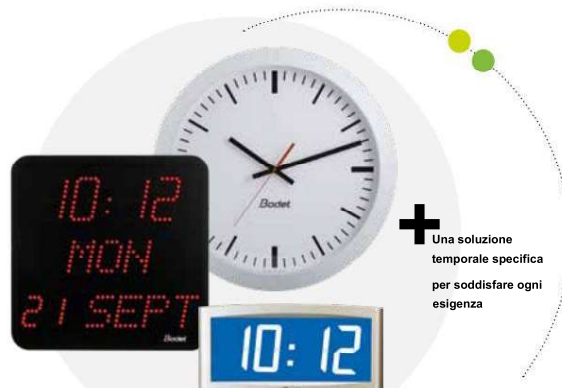 Bodet
10:12
MON
21 SEPT
Bodet
Una soluzione
temporale specifica
per soddisfare ogni
esigenza
10:12